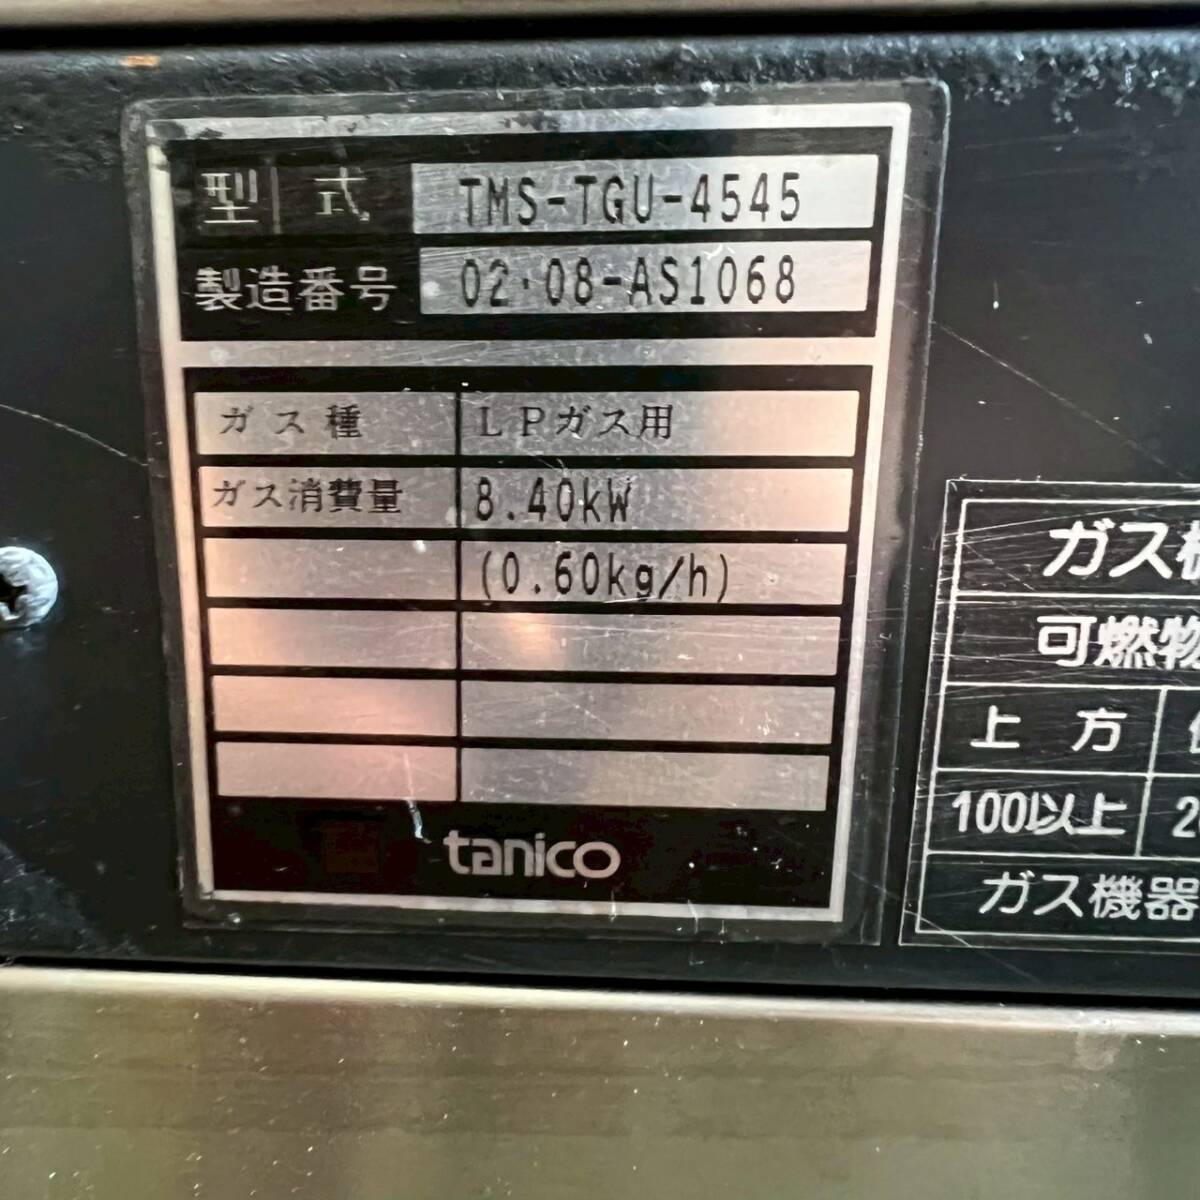 型式 TMS-TGU-4545
製造番号 02·08-AS1068
ガス種 LPガス用
ガス消費量 8.40kW
(0.60kg/h)
tanico
ガス
可燃物
上方
100以上 2
ガス機器